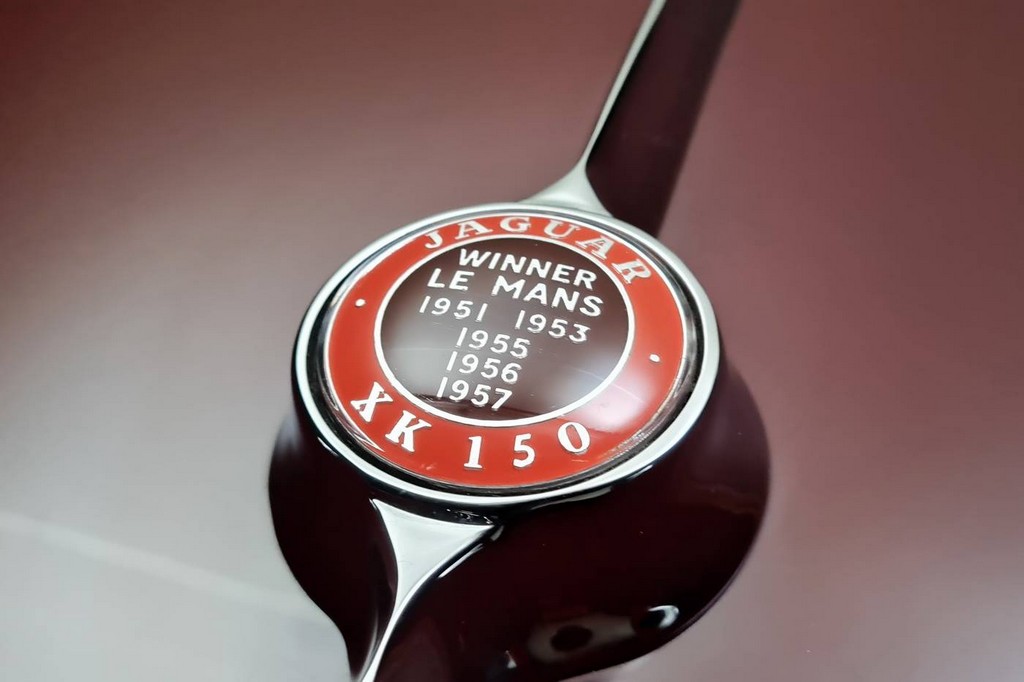 JAGUAR
WINNER
LE MANS
1951 1953
1955
1956
1957
XK 150